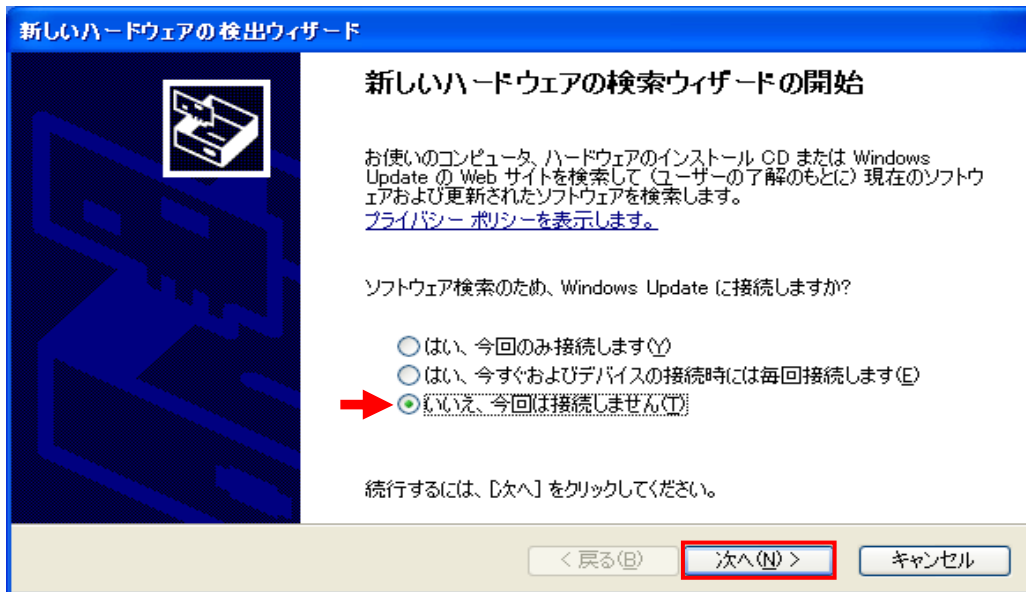 新しいハードウェアの検出ウィザード
新しいハードウェアの検索ウィザードの開始
お使いのコンピュータ、ハードウェアのインストール CD または Windows
Update の Web サイトを検索して (ユーザーの了解のもとに) 現在のソフトウ
ェアおよび更新されたソフトウェアを検索します。
プライバシー ポリシーを表示します。
ソフトウェア検索のため、Windows Update に接続しますか?
はい、今回のみ接続します(Y)
はい、今すぐおよびデバイスの接続時には毎回接続します(E)
いいえ、今回は接続しません(T)
続行するには、[次へ] をクリックしてください。
< 戻る(B)
次へ(N) >
キャンセル